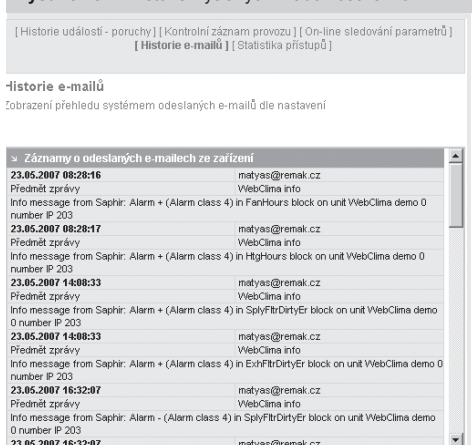 [ Historie událostí - poruchy ] [ Kontrolní záznam provozu ] [ On-line sledování parametrů ]
[ Historie e-mailů ] [ Statistika přístupů ]
Historie e-mailů
Zobrazení přehledu systémem odeslaných e-mailů dle nastavení
Záznamy o odeslaných e-mailech ze zařízení
23.05.2007 08:28:16 matyas@remak.cz
Předmět zprávy WebClima info
Info message from Saphir: Alarm + (Alarm class 4) in FanHours block on unit WebClima demo 0
number IP 203
23.05.2007 08:28:17 matyas@remak.cz
Předmět zprávy WebClima info
Info message from Saphir: Alarm + (Alarm class 4) in HtgHours block on unit WebClima demo 0
number IP 203
23.05.2007 14:08:33 matyas@remak.cz
Předmět zprávy WebClima info
Info message from Saphir: Alarm + (Alarm class 4) in SplyFltrDirtyEr block on unit WebClima demo
0 number IP 203
23.05.2007 14:08:33 matyas@remak.cz
Předmět zprávy WebClima info
Info message from Saphir: Alarm + (Alarm class 4) in ExhFltrDirtyEr block on unit WebClima demo 0
number IP 203
23.05.2007 16:32:07 matyas@remak.cz
Předmět zprávy WebClima info
Info message from Saphir: Alarm - (Alarm class 4) in SplyFltrDirtyEr block on unit WebClima demo
0 number IP 203
23.05.2007 16:32:07 matyas@remak.cz